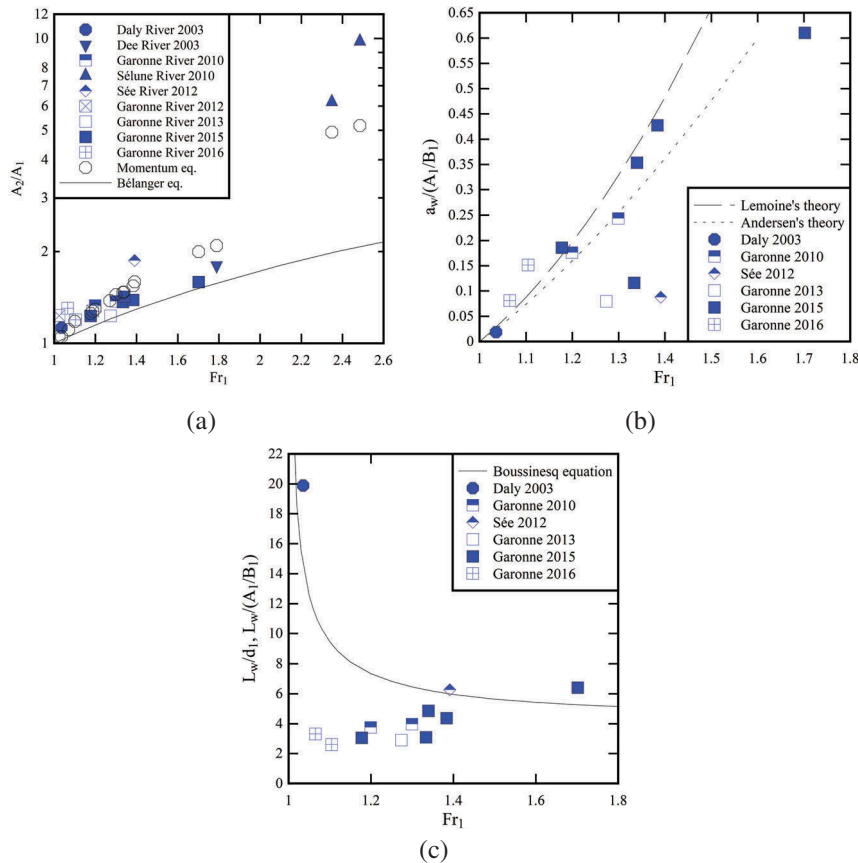 12
10
8
6
5
4
3
2
1
A₂/A₁
1
1.2
1.4
1.6
1.8
2
2.2
2.4
2.6
Fr₁
Daly River 2003
Dee River 2003
Garonne River 2010
Sélune River 2010
Sée River 2012
Garonne River 2012
Garonne River 2013
Garonne River 2015
Garonne River 2016
Momentum eq.
Bélanger eq.
(a)
0.65
0.6
0.55
0.5
0.45
0.4
0.35
0.3
0.25
0.2
0.15
0.1
0.05
0
a_w/(A₁/B₁)
1
1.1
1.2
1.3
1.4
1.5
1.6
1.7
1.8
Fr₁
Lemoine's theory
Andersen's theory
Daly 2003
Garonne 2010
Sée 2012
Garonne 2013
Garonne 2015
Garonne 2016
(b)
22
20
18
16
14
12
10
8
6
4
2
0
L_w/d₁, L_w/(A₁/B₁)
1
1.2
1.4
1.6
1.8
Fr₁
Boussinesq equation
Daly 2003
Garonne 2010
Sée 2012
Garonne 2013
Garonne 2015
Garonne 2016
(c)